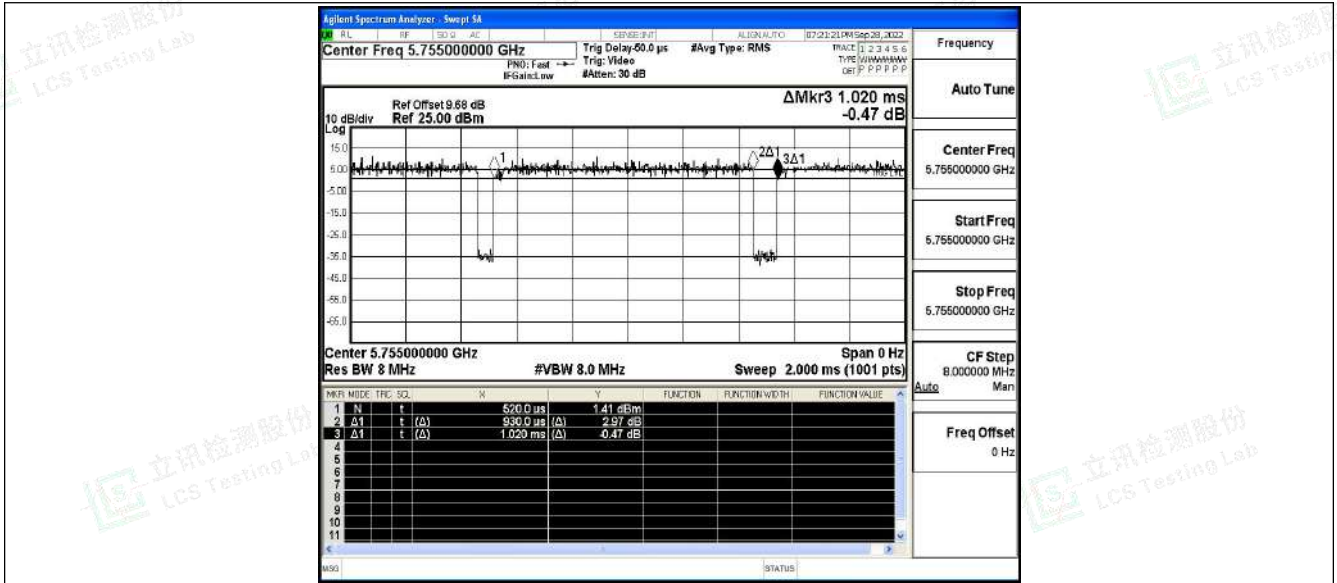 Agilent Spectrum Analyzer - Swept SA
RL RF 50 Ω AC SENSE:INT ALIGNAUTO 07:21:21 PM Sep 28, 2022
Center Freq 5.755000000 GHz
PNO: Fast
IFGain:Low
Trig Delay-50.0 µs
Trig: Video
#Atten: 30 dB
#Avg Type: RMS
TRACE 1 2 3 4 5 6
TYPE WWWWWW
DET P P P P P P
Ref Offset 9.68 dB
10 dB/div Ref 25.00 dBm
Log
ΔMkr3 1.020 ms
-0.47 dB
15.0
5.00
-5.00
-15.0
-25.0
-35.0
-45.0
-55.0
-65.0
1
2Δ1
3Δ1
TRIG LVL
Center 5.755000000 GHz Span 0 Hz
Res BW 8 MHz #VBW 8.0 MHz Sweep 2.000 ms (1001 pts)
MKR MODE TRC SCL X Y FUNCTION FUNCTION WIDTH FUNCTION VALUE
1 N t 520.0 us 1.41 dBm
2 Δ1 t (Δ) 930.0 us (Δ) 2.97 dB
3 Δ1 t (Δ) 1.020 ms (Δ) -0.47 dB
4
5
6
7
8
9
10
11
MSG STATUS
Frequency
Auto Tune
Center Freq
5.755000000 GHz
Start Freq
5.755000000 GHz
Stop Freq
5.755000000 GHz
CF Step
8.000000 MHz
Auto Man
Freq Offset
0 Hz
立讯检测股份
LCS Testing Lab
立讯检测股份
LCS Testing Lab
立讯检测股份
LCS Testing Lab
立讯检测股份
LCS Testing Lab